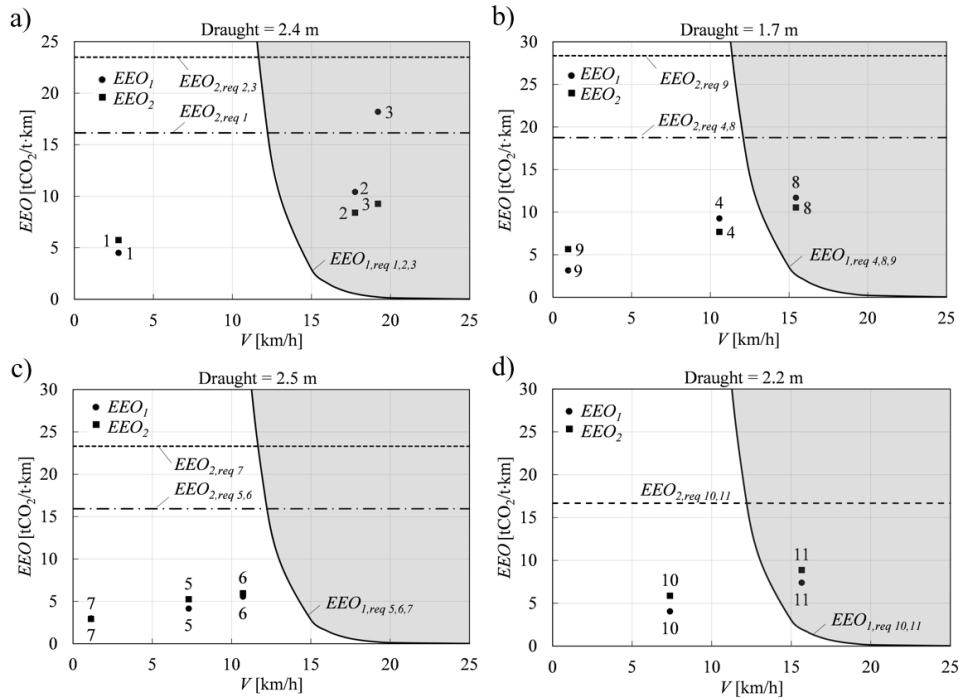 a)
Draught = 2.4 m
25
20
15
10
5
0
EEO [tCO2/t·km]
EEO1
EEO2
EEO2,req 2,3
EEO2,req 1
3
2
2
3
1
1
EEO1,req 1,2,3
0 5 10 15 20 25
V [km/h]
b)
Draught = 1.7 m
30
25
20
15
10
5
0
EEO [tCO2/t·km]
EEO1
EEO2
EEO2,req 9
EEO2,req 4,8
8
8
4
4
9
9
EEO1,req 4,8,9
0 5 10 15 20 25
V [km/h]
c)
Draught = 2.5 m
30
25
20
15
10
5
0
EEO [tCO2/t·km]
EEO1
EEO2
EEO2,req 7
EEO2,req 5,6
7
7
5
5
6
6
EEO1,req 5,6,7
0 5 10 15 20 25
V [km/h]
d)
Draught = 2.2 m
30
25
20
15
10
5
0
EEO [tCO2/t·km]
EEO1
EEO2
EEO2,req 10,11
10
10
11
11
EEO1,req 10,11
0 5 10 15 20 25
V [km/h]